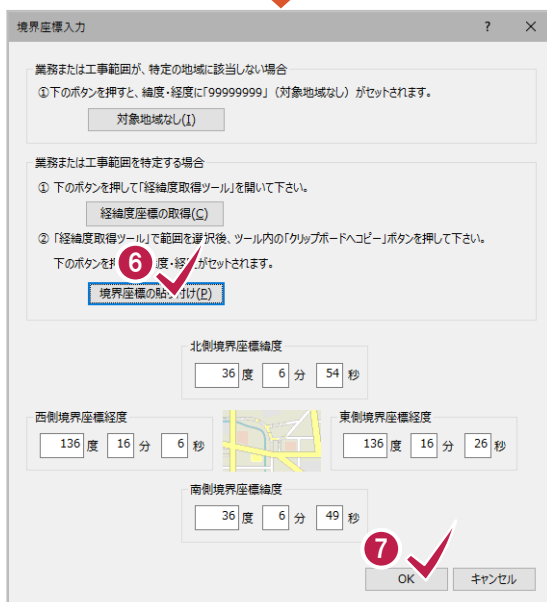 境界座標入力 ? ×
業務または工事範囲が、特定の地域に該当しない場合
①下のボタンを押すと、緯度・経度に「99999999」（対象地域なし）がセットされます。
対象地域なし(I)
業務または工事範囲を特定する場合
① 下のボタンを押して「経緯度取得ツール」を開いて下さい。
経緯度座標の取得(C)
② 「経緯度取得ツール」で範囲を選択後、ツール内の「クリップボードへコピー」ボタンを押して下さい。
下のボタンを 度・経 がセットされます。
6
境界座標の貼り付け(P)
北側境界座標緯度
36 度 6 分 54 秒
西側境界座標経度 東側境界座標経度
136 度 16 分 6 秒 136 度 16 分 26 秒
南側境界座標緯度
36 度 6 分 49 秒
7
OK キャンセル